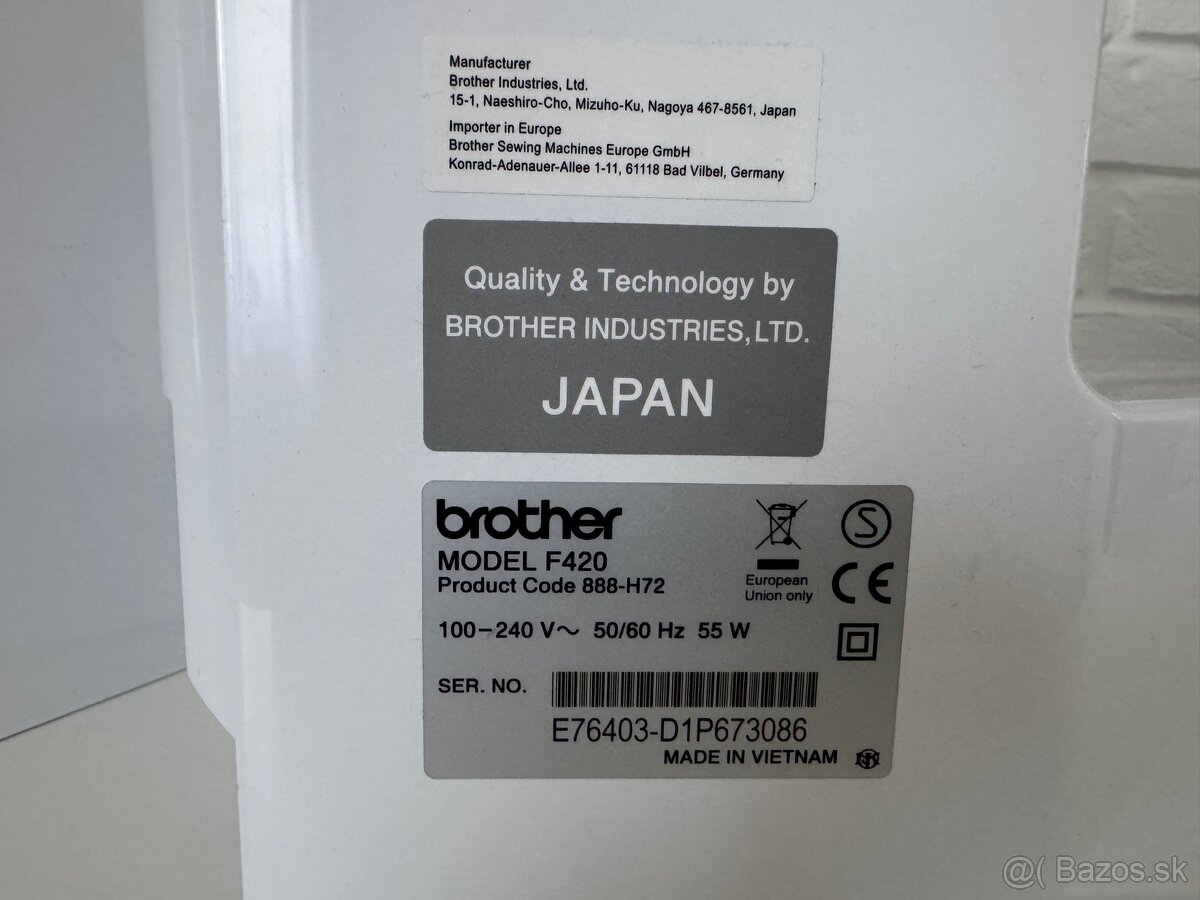 Manufacturer
Brother Industries, Ltd.
15-1, Naeshiro-Cho, Mizuho-Ku, Nagoya 467-8561, Japan
Importer in Europe
Brother Sewing Machines Europe GmbH
Konrad-Adenauer-Allee 1-11, 61118 Bad Vilbel, Germany
Quality & Technology by
BROTHER INDUSTRIES,LTD.
JAPAN
brother
MODEL F420
Product Code 888-H72
European
Union only
S
CE
100–240 V～ 50/60 Hz 55 W
SER. NO.
E76403-D1P673086
MADE IN VIETNAM
@( Bazos.sk